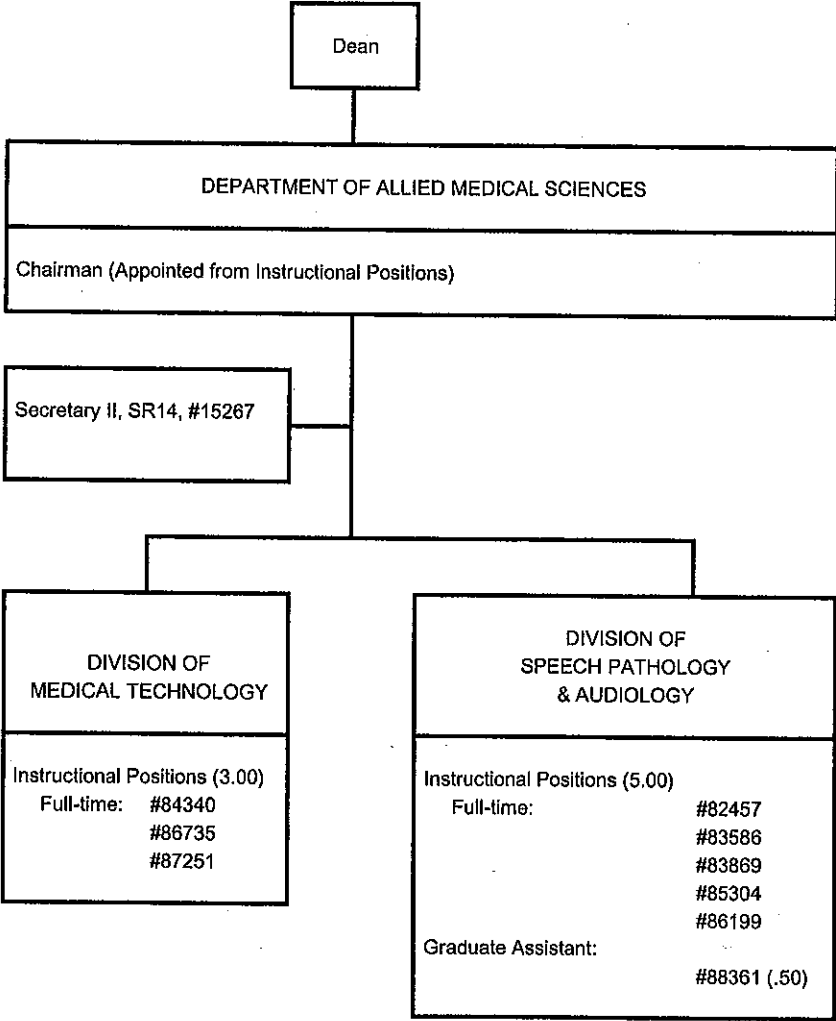 Dean
DEPARTMENT OF ALLIED MEDICAL SCIENCES
Chairman (Appointed from Instructional Positions)
Secretary II, SR14, #15267
DIVISION OF
MEDICAL TECHNOLOGY
Instructional Positions (3.00)
Full-time: #84340
#86735
#87251
DIVISION OF
SPEECH PATHOLOGY
& AUDIOLOGY
Instructional Positions (5.00)
Full-time: #82457
#83586
#83869
#85304
#86199
Graduate Assistant:
#88361 (.50)